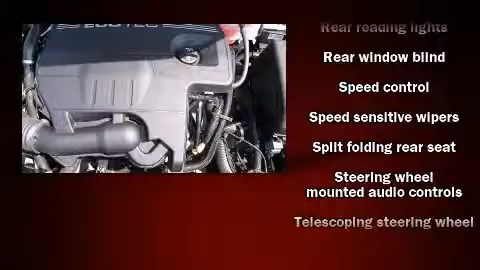 ECOTEC
Rear reading lights
Rear window blind
Speed control
Speed sensitive wipers
Split folding rear seat
Steering wheel
mounted audio controls
Telescoping steering wheel